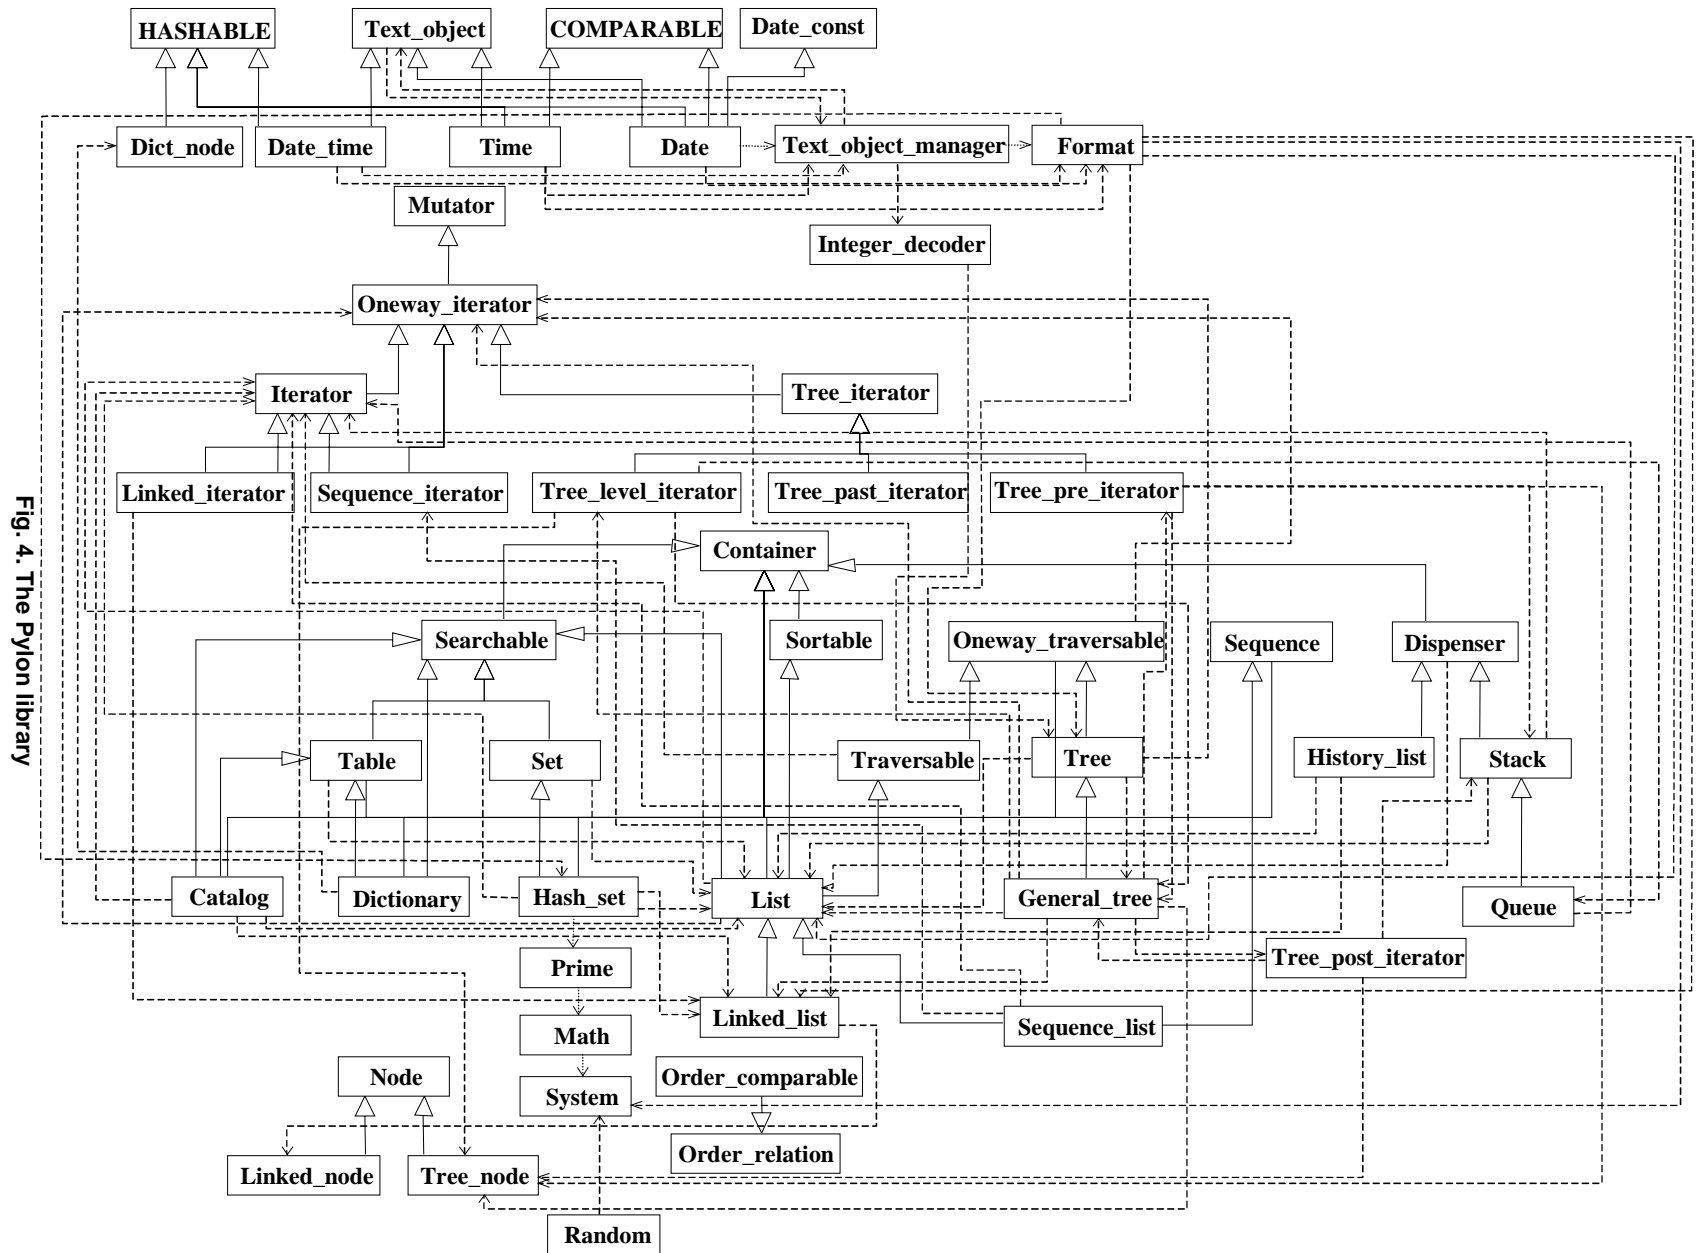 HASHABLE
Text_object
COMPARABLE
Date_const
Dict_node
Date_time
Time
Date
Text_object_manager
Format
Mutator
Integer_decoder
Oneway_iterator
Iterator
Tree_iterator
Linked_iterator
Sequence_iterator
Tree_level_iterator
Tree_past_iterator
Tree_pre_iterator
Container
Searchable
Sortable
Oneway_traversable
Sequence
Dispenser
Table
Set
Traversable
Tree
History_list
Stack
Catalog
Dictionary
Hash_set
List
General_tree
Queue
Prime
Tree_post_iterator
Linked_list
Sequence_list
Math
Node
System
Order_comparable
Order_relation
Linked_node
Tree_node
Random
Fig. 4. The Pylon library